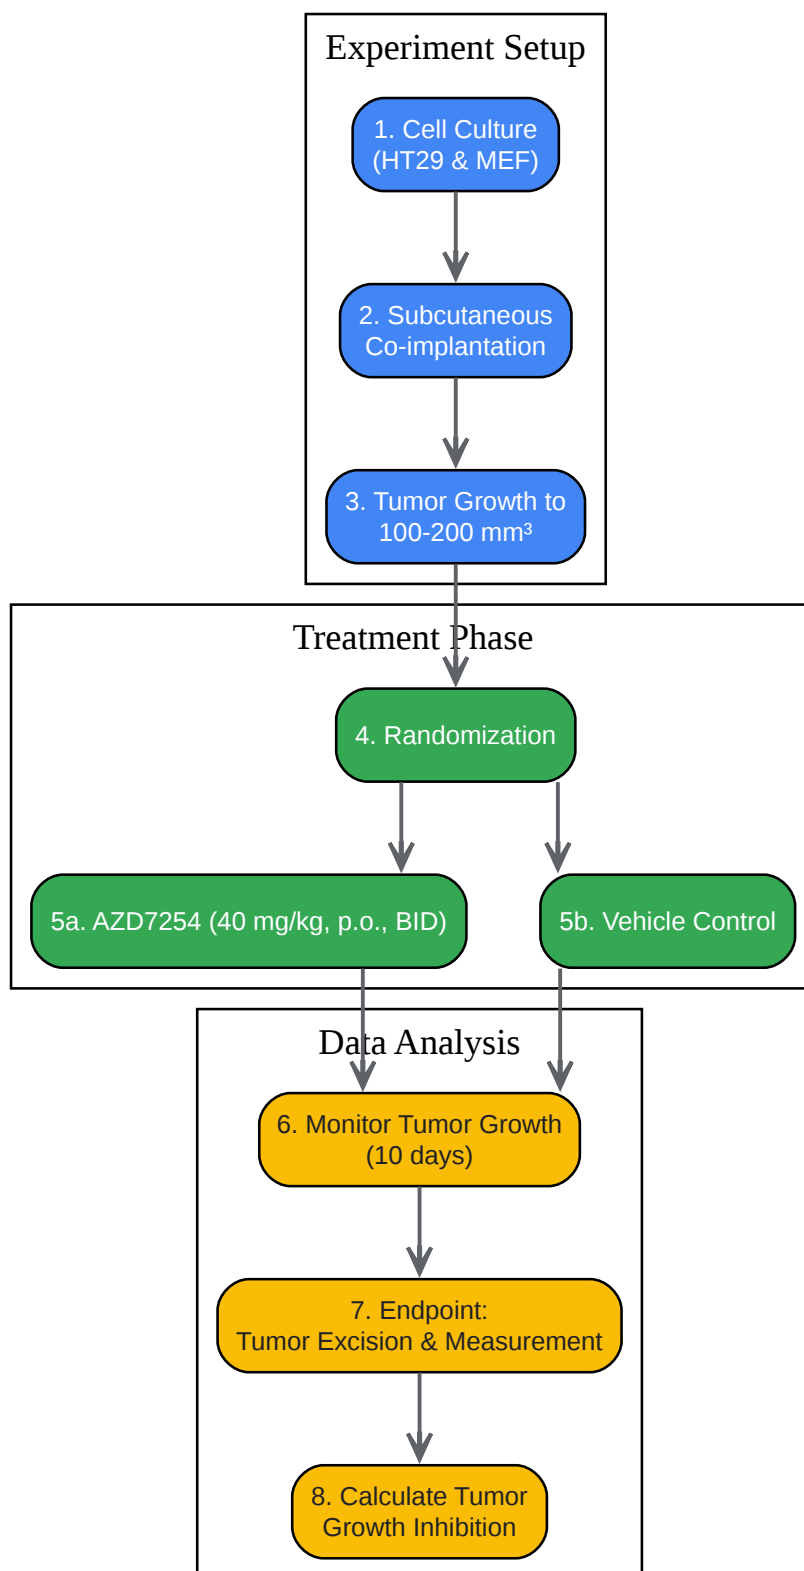 Experiment Setup
1. Cell Culture
(HT29 & MEF)
2. Subcutaneous
Co-implantation
3. Tumor Growth to
100-200 mm³
Treatment Phase
4. Randomization
5a. AZD7254 (40 mg/kg, p.o., BID)
5b. Vehicle Control
Data Analysis
6. Monitor Tumor Growth
(10 days)
7. Endpoint:
Tumor Excision & Measurement
8. Calculate Tumor
Growth Inhibition